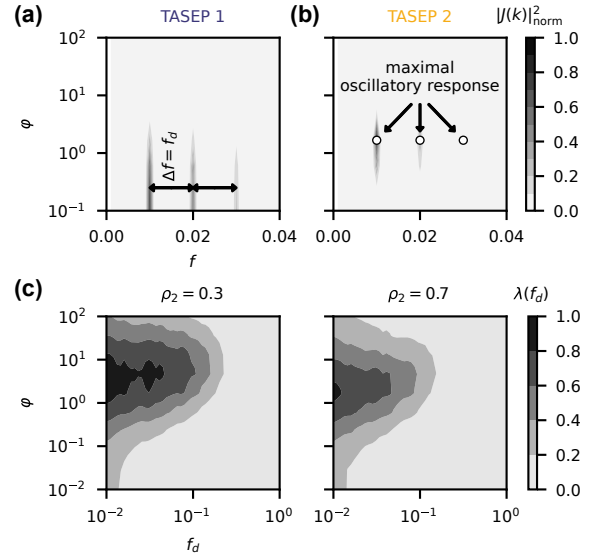 (a)
TASEP 1
(b)
TASEP 2
|J(k)|²norm
10²
10¹
10⁰
10⁻¹
φ
Δf = f_d
0.00
0.02
0.04
f
maximal
oscillatory response
0.00
0.02
0.04
1.0
0.8
0.6
0.4
0.2
0.0
(c)
ρ₂ = 0.3
ρ₂ = 0.7
λ(f_d)
10²
10¹
10⁰
10⁻¹
10⁻²
φ
10⁻²
10⁻¹
10⁰
f_d
10⁻²
10⁻¹
10⁰
1.0
0.8
0.6
0.4
0.2
0.0